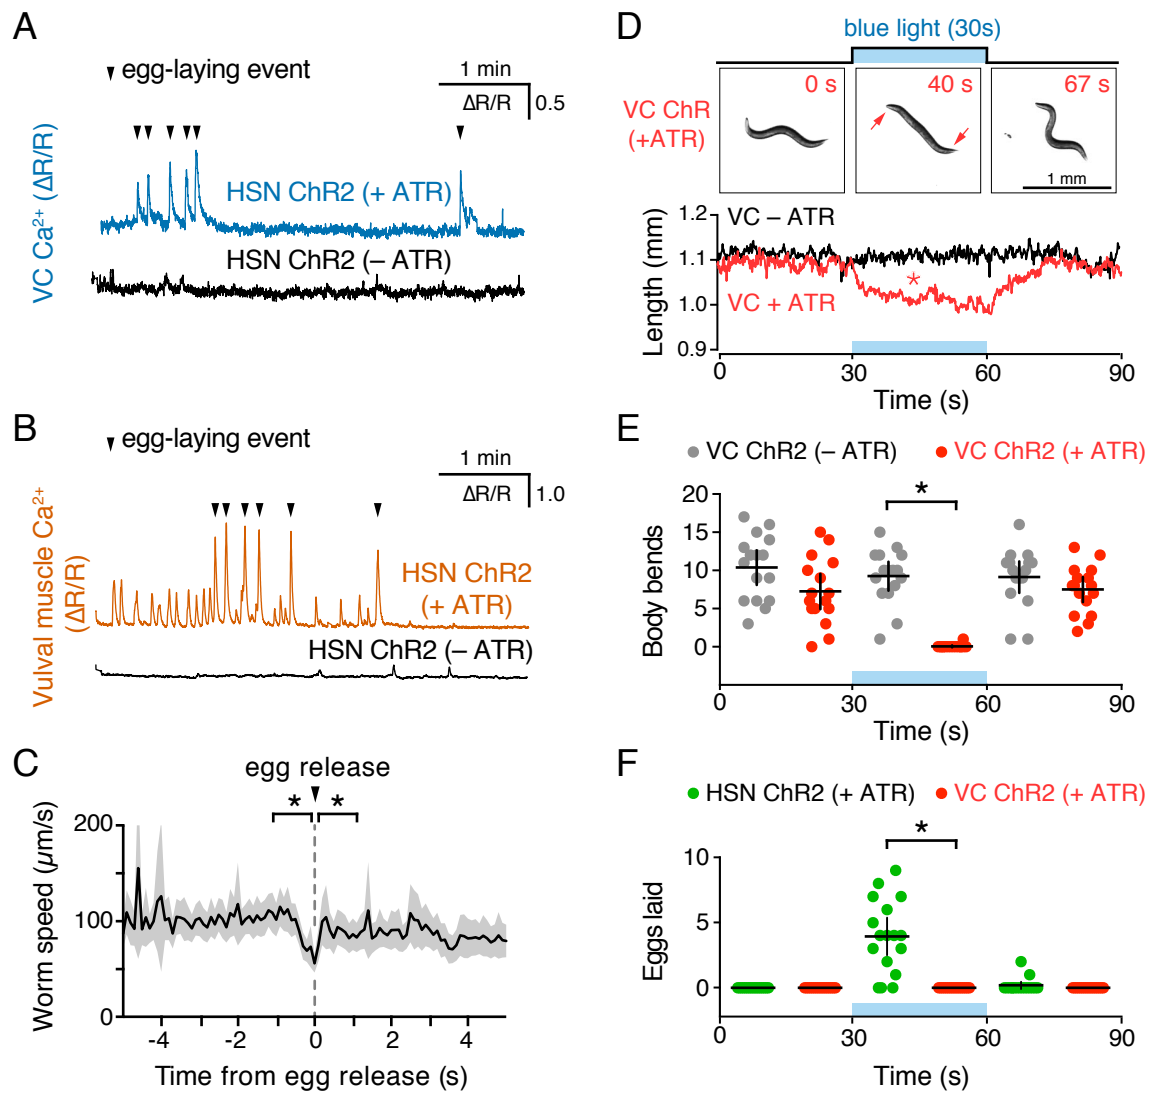 A
egg-laying event
1 min
ΔR/R
0.5
VC Ca²⁺ (ΔR/R)
HSN ChR2 (+ ATR)
HSN ChR2 (– ATR)
B
egg-laying event
1 min
ΔR/R
1.0
Vulval muscle Ca²⁺
(ΔR/R)
HSN ChR2
(+ ATR)
HSN ChR2 (– ATR)
C
egg release
* *
Worm speed (µm/s)
200
100
0
-4 -2 0 2 4
Time from egg release (s)
D
blue light (30s)
VC ChR
(+ATR)
0 s
40 s
67 s
1 mm
Length (mm)
1.2
1.1
1.0
0.9
VC – ATR
*
VC + ATR
0 30 60 90
Time (s)
E
VC ChR2 (– ATR)
VC ChR2 (+ ATR)
*
Body bends
20
15
10
5
0
0 30 60 90
Time (s)
F
HSN ChR2 (+ ATR)
VC ChR2 (+ ATR)
*
Eggs laid
10
5
0
0 30 60 90
Time (s)